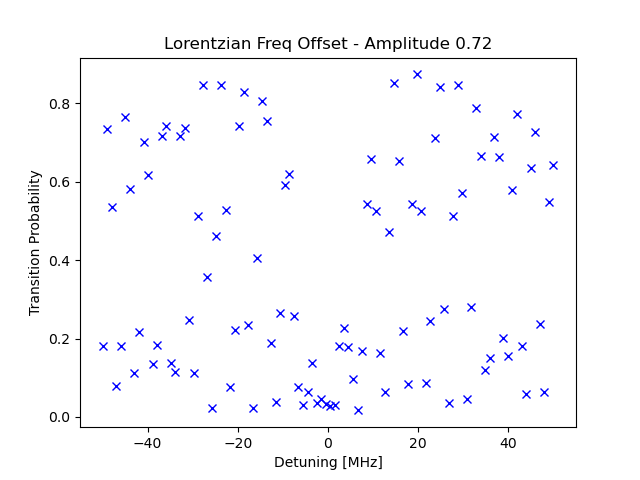 Lorentzian Freq Offset - Amplitude 0.72
Transition Probability
0.8
0.6
0.4
0.2
0.0
−40 −20 0 20 40
Detuning [MHz]